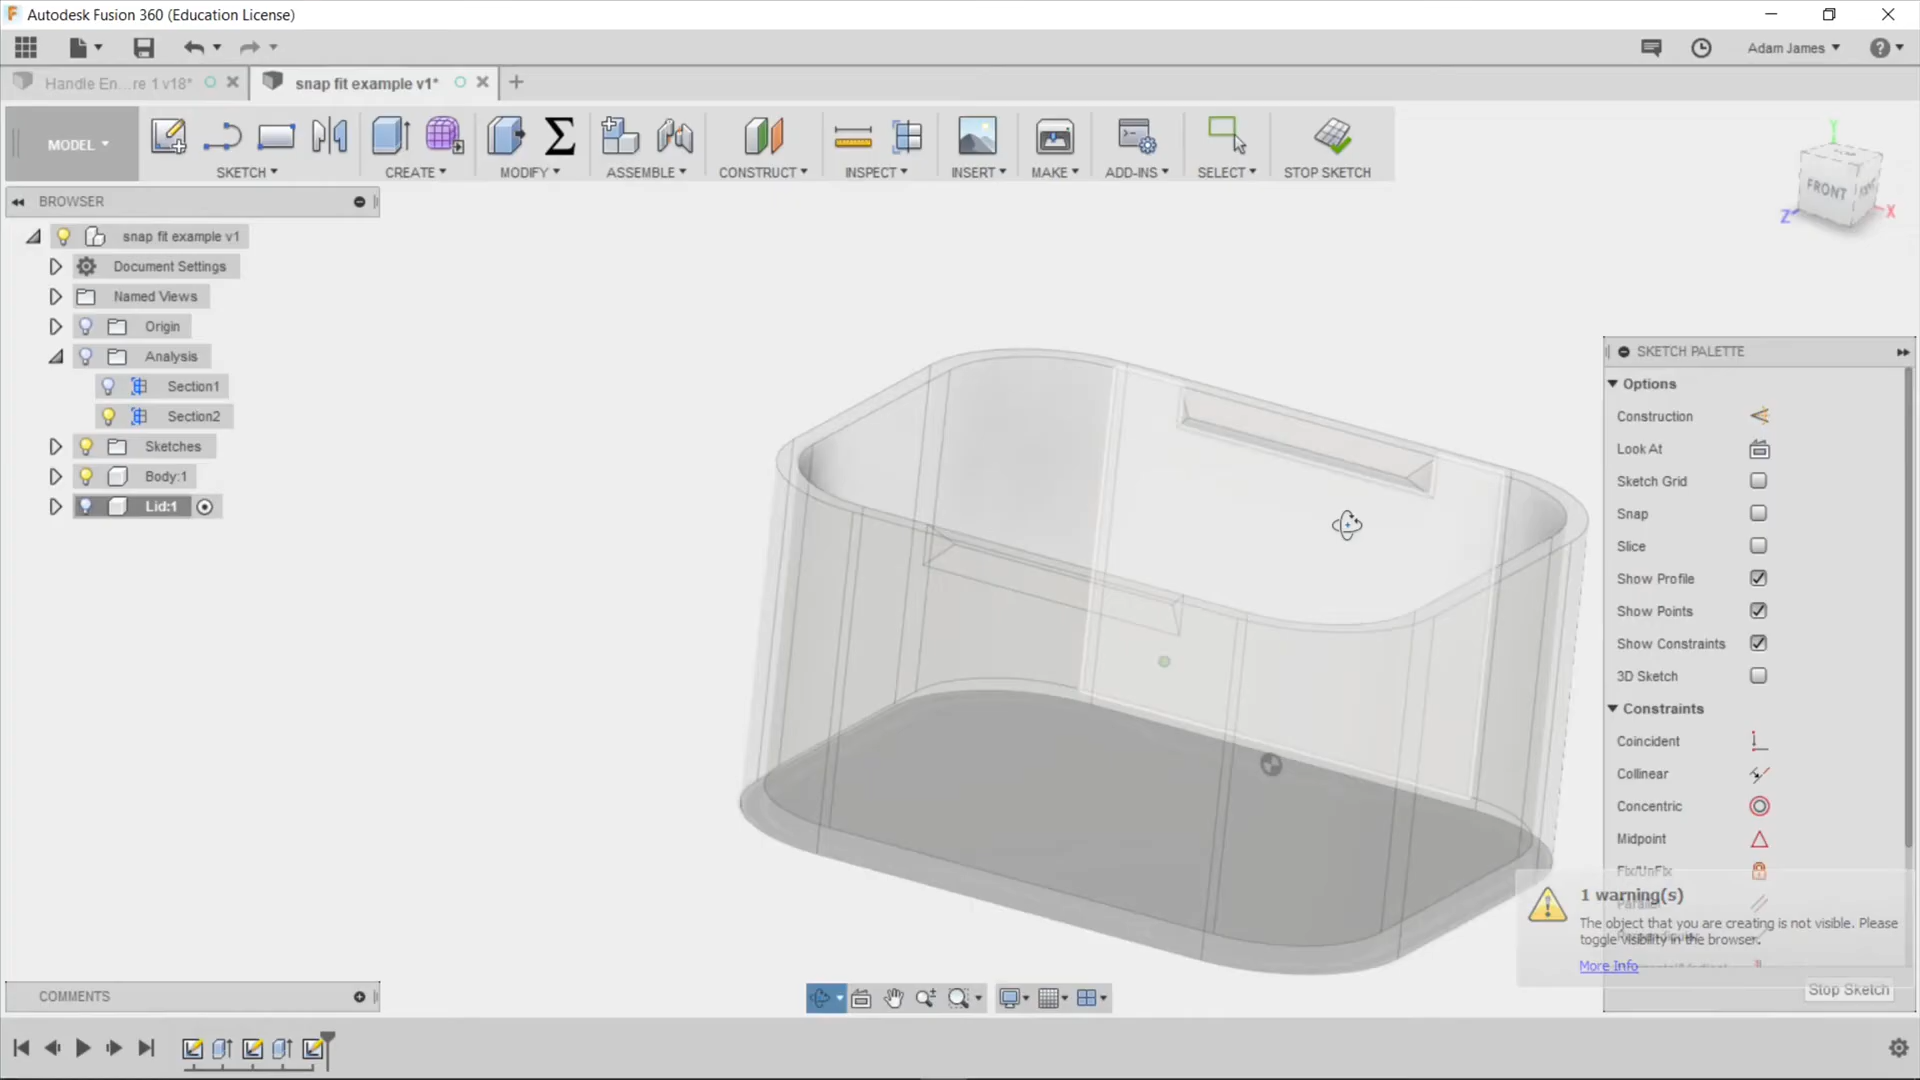 Autodesk Fusion 360 (Education License)
Adam James
Handle En...re 1 v18*
snap fit example v1*
MODEL
SKETCH
CREATE
MODIFY
ASSEMBLE
CONSTRUCT
INSPECT
INSERT
MAKE
ADD-INS
SELECT
STOP SKETCH
Y
FRONT
Z
X
BROWSER
snap fit example v1
Document Settings
Named Views
Origin
Analysis
Section1
Section2
Sketches
Body:1
Lid:1
SKETCH PALETTE
Options
Construction
Look At
Sketch Grid
Snap
Slice
Show Profile
Show Points
Show Constraints
3D Sketch
Constraints
Coincident
Collinear
Concentric
Midpoint
Fix/UnFix
Parallel
1 warning(s)
The object that you are creating is not visible. Please
toggle visibility in the browser.
More Info
Stop Sketch
COMMENTS